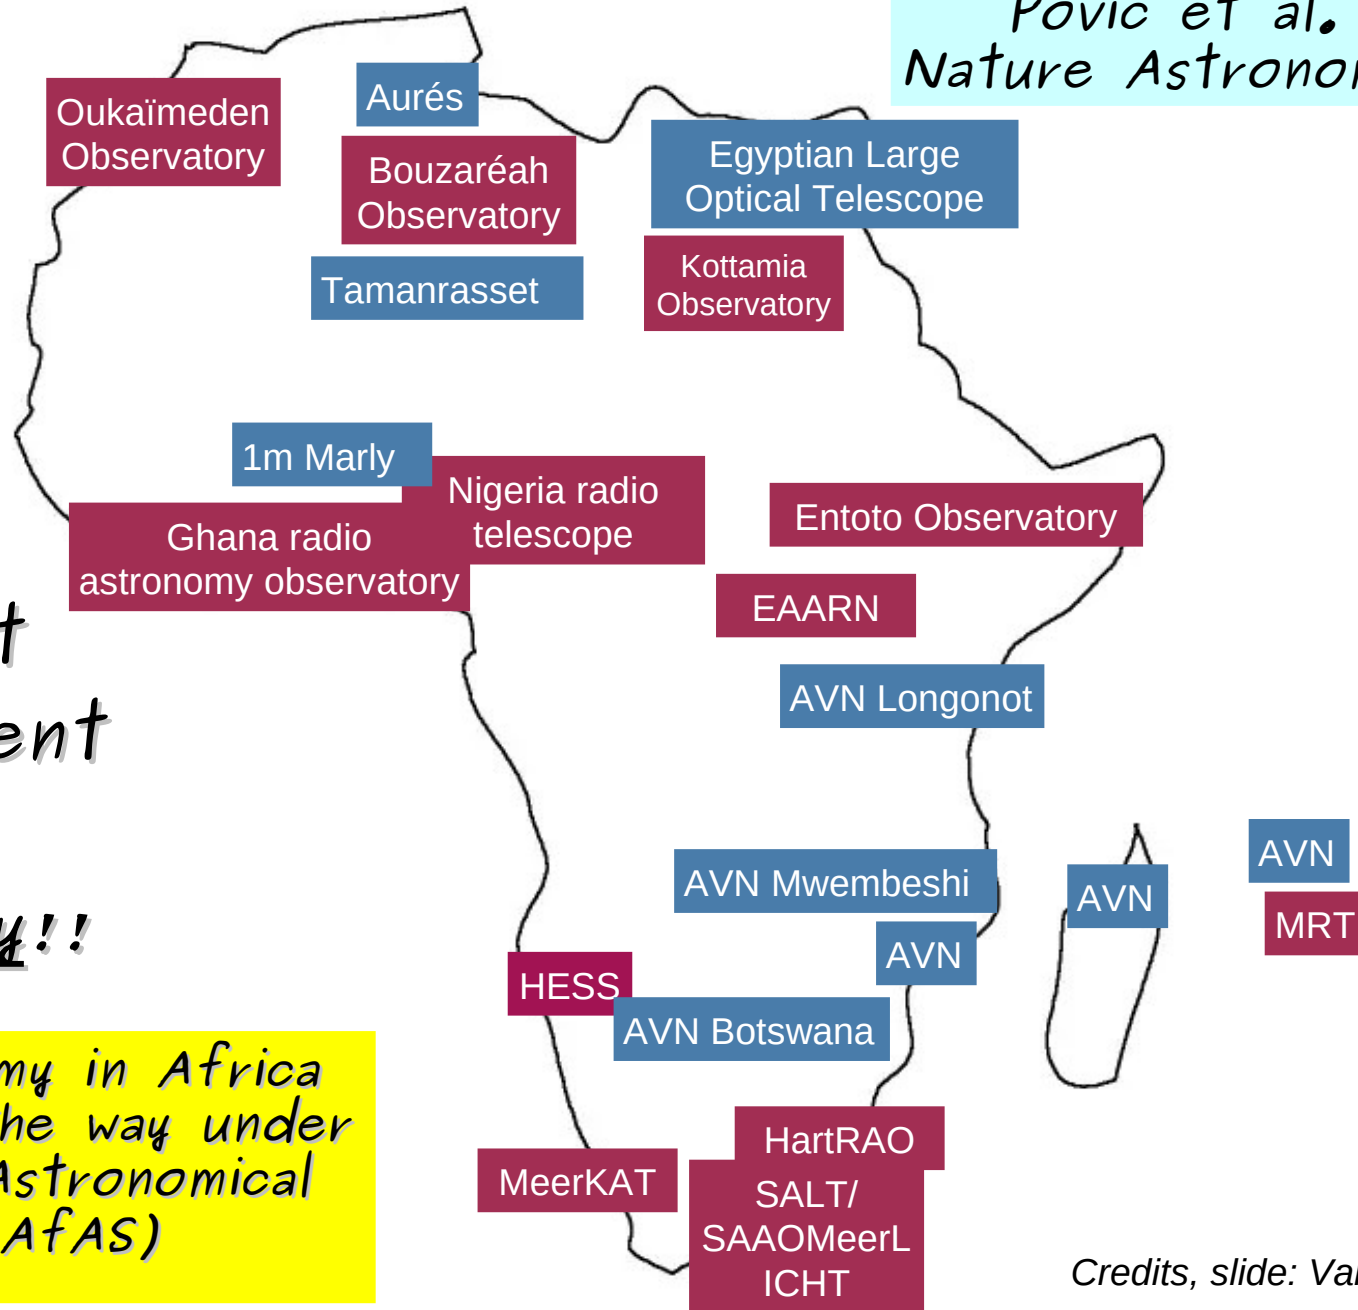 Povic et al.
Nature Astronom
Oukaïmeden
Observatory
Aurés
Bouzaréah
Observatory
Tamanrasset
Egyptian Large
Optical Telescope
Kottamia
Observatory
1m Marly
Nigeria radio
telescope
Ghana radio
astronomy observatory
Entoto Observatory
EAARN
AVN Longonot
t
ent
y!!
AVN Mwembeshi
AVN
AVN
AVN
MRT
HESS
AVN Botswana
my in Africa
he way under
Astronomical
AfAS)
HartRAO
MeerKAT
SALT/
SAAOMeerL
ICHT
Credits, slide: Val